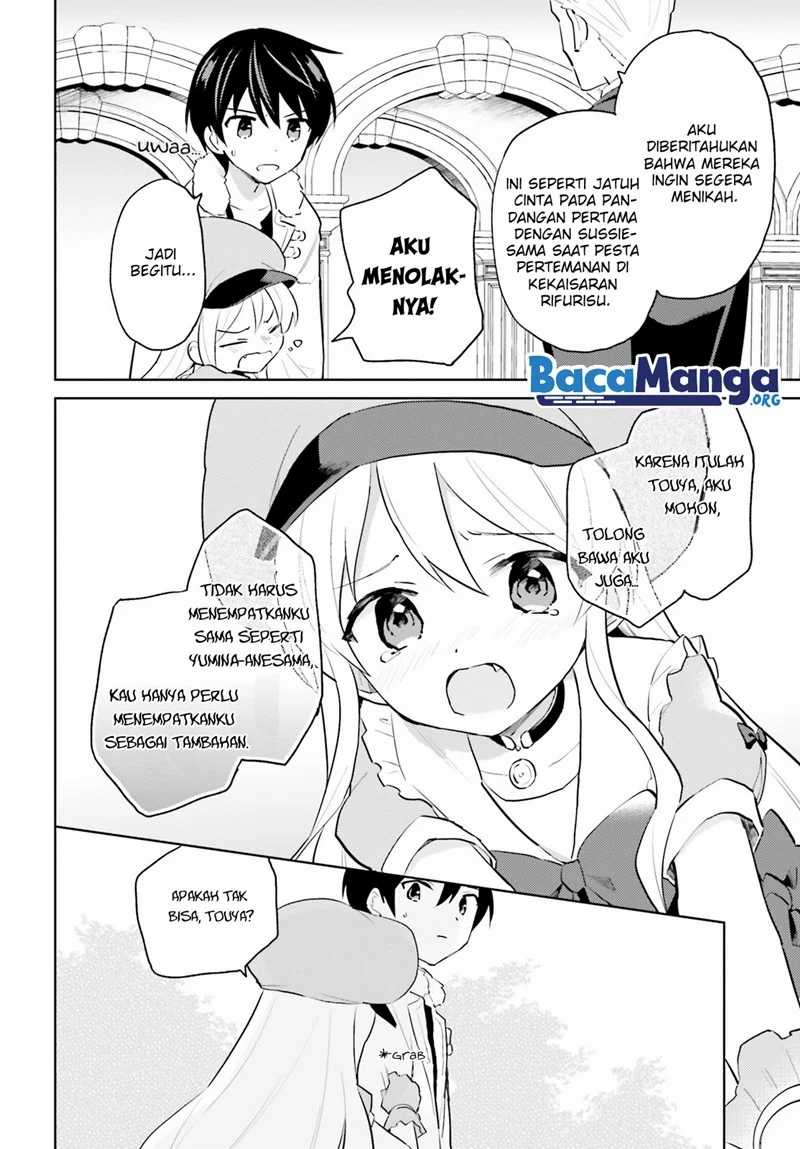 AKU
DIBERITAHUKAN
BAHWA MEREKA
INGIN SEGERA
MENIKAH.
INI SEPERTI JATUH
CINTA PADA PAN-
DANGAN PERTAMA
DENGAN SUSSIE-
SAMA SAAT PESTA
PERTEMANAN DI
KEKAISARAN
RIFURISU.
AKU
MENOLAK-
NYA!
uwaa...
JADI
BEGITU...
BacaManga
.ORG
KARENA ITULAH
TOUYA, AKU
MOHON,
TOLONG
BAWA AKU
JUGA...
TIDAK HARUS
MENEMPATKANKU
SAMA SEPERTI
YUMINA-ANESAMA,
KAU HANYA PERLU
MENEMPATKANKU
SEBAGAI TAMBAHAN.
APAKAH TAK
BISA, TOUYA?
*Grab